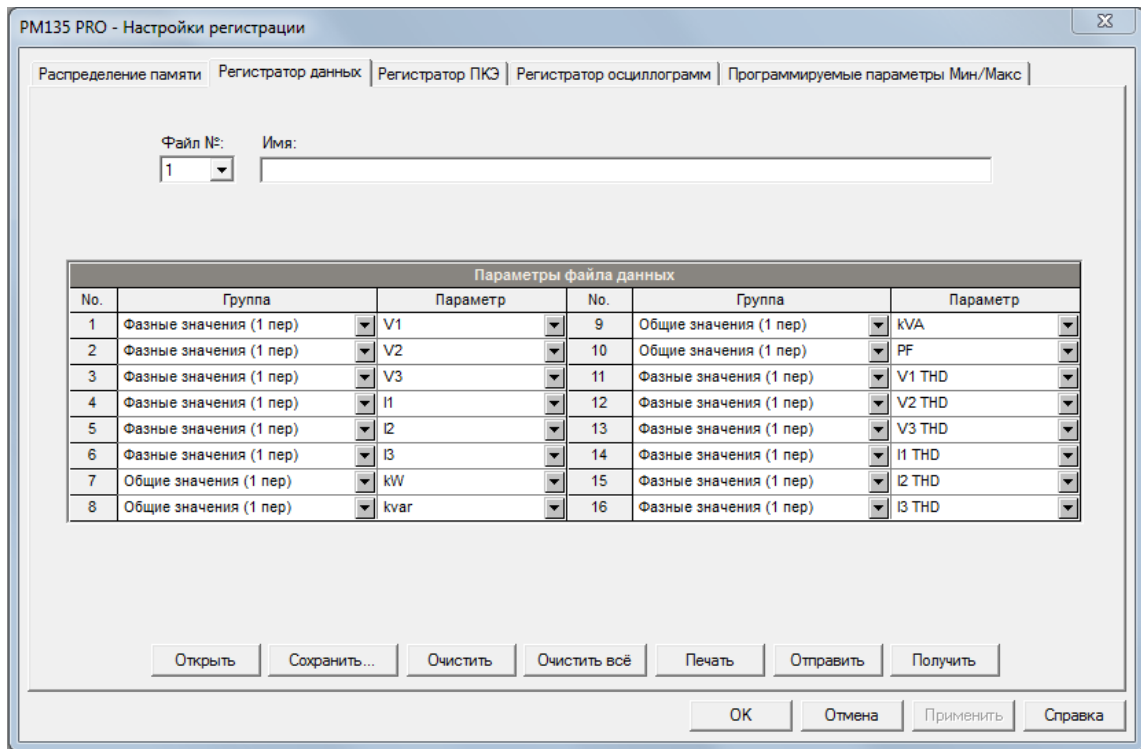 PM135 PRO - Настройки регистрации
Распределение памяти Регистратор данных Регистратор ПКЭ Регистратор осциллограмм Программируемые параметры Мин/Макс
Файл №: Имя:
1
Параметры файла данных
No. Группа Параметр No. Группа Параметр
1 Фазные значения (1 пер) V1 9 Общие значения (1 пер) kVA
2 Фазные значения (1 пер) V2 10 Общие значения (1 пер) PF
3 Фазные значения (1 пер) V3 11 Фазные значения (1 пер) V1 THD
4 Фазные значения (1 пер) I1 12 Фазные значения (1 пер) V2 THD
5 Фазные значения (1 пер) I2 13 Фазные значения (1 пер) V3 THD
6 Фазные значения (1 пер) I3 14 Фазные значения (1 пер) I1 THD
7 Общие значения (1 пер) kW 15 Фазные значения (1 пер) I2 THD
8 Общие значения (1 пер) kvar 16 Фазные значения (1 пер) I3 THD
Открыть Сохранить... Очистить Очистить всё Печать Отправить Получить
OK Отмена Применить Справка